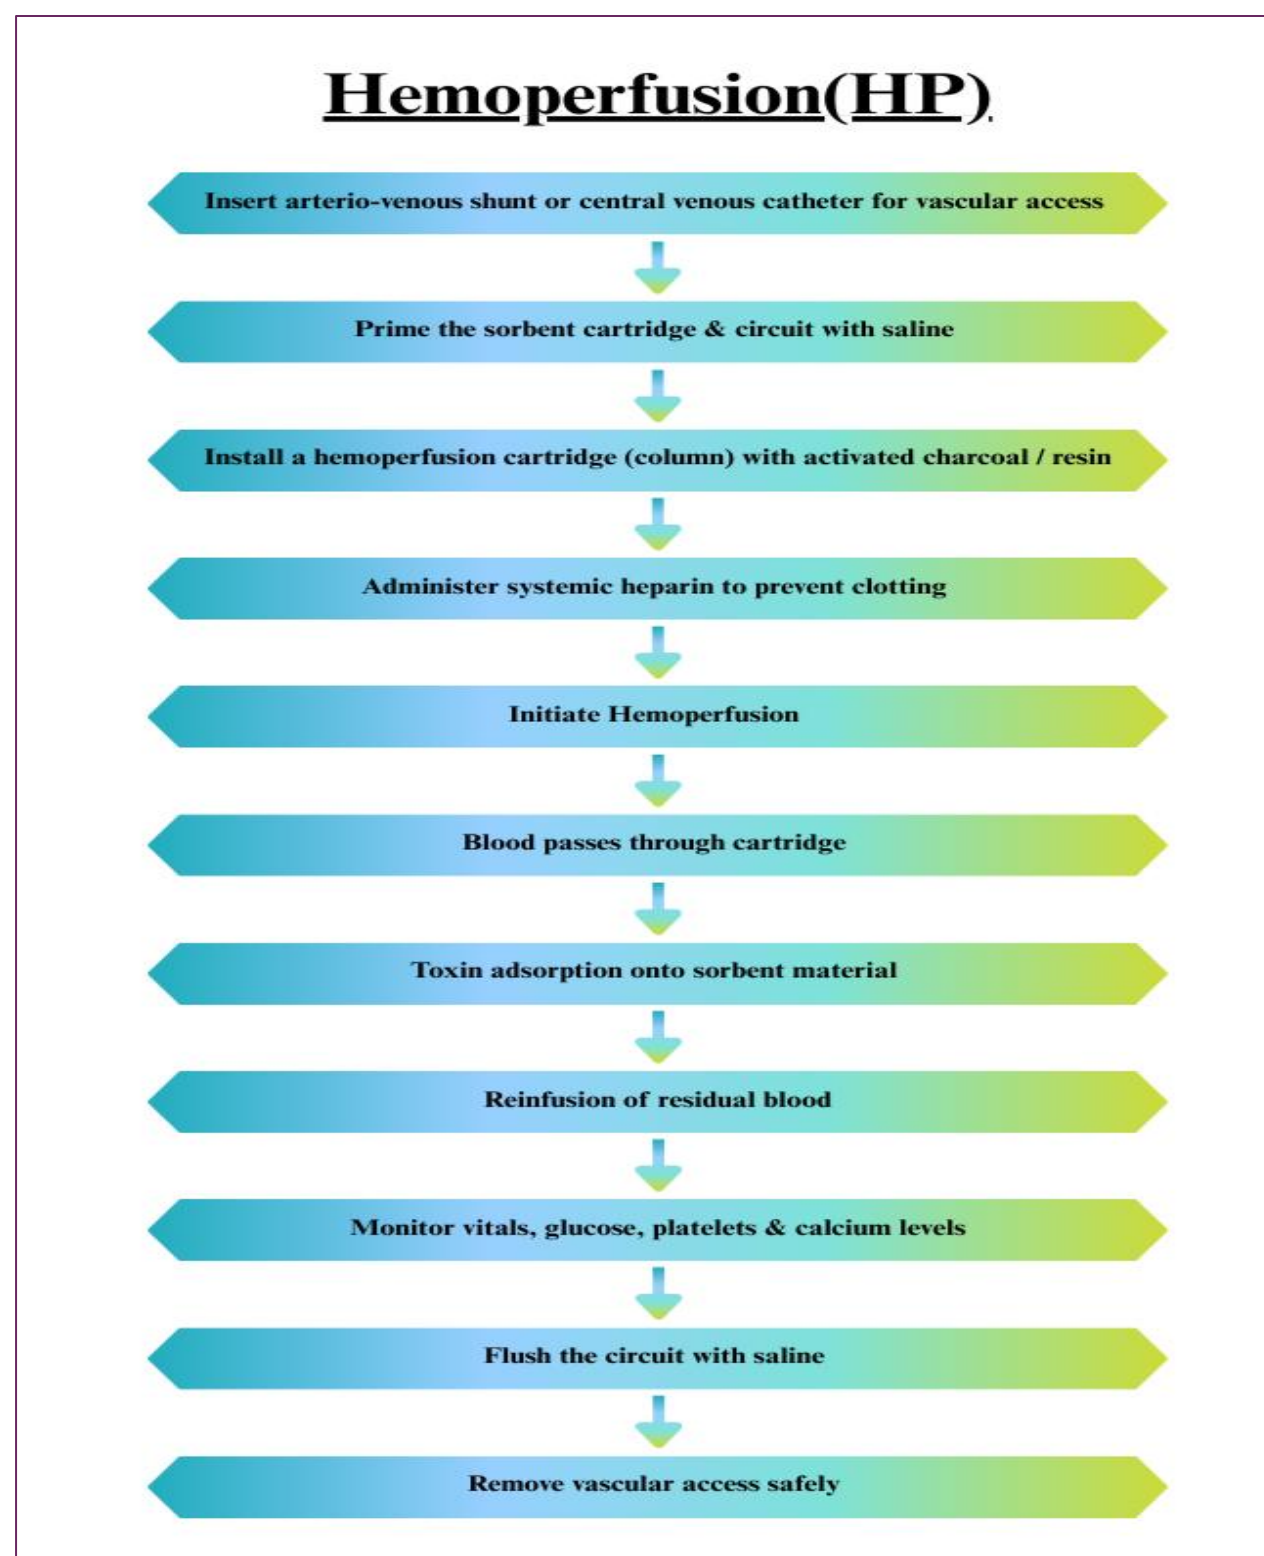 Hemoperfusion(HP)
Insert arterio-venous shunt or central venous catheter for vascular access
Prime the sorbent cartridge & circuit with saline
Install a hemoperfusion cartridge (column) with activated charcoal / resin
Administer systemic heparin to prevent clotting
Initiate Hemoperfusion
Blood passes through cartridge
Toxin adsorption onto sorbent material
Reinfusion of residual blood
Monitor vitals, glucose, platelets & calcium levels
Flush the circuit with saline
Remove vascular access safely